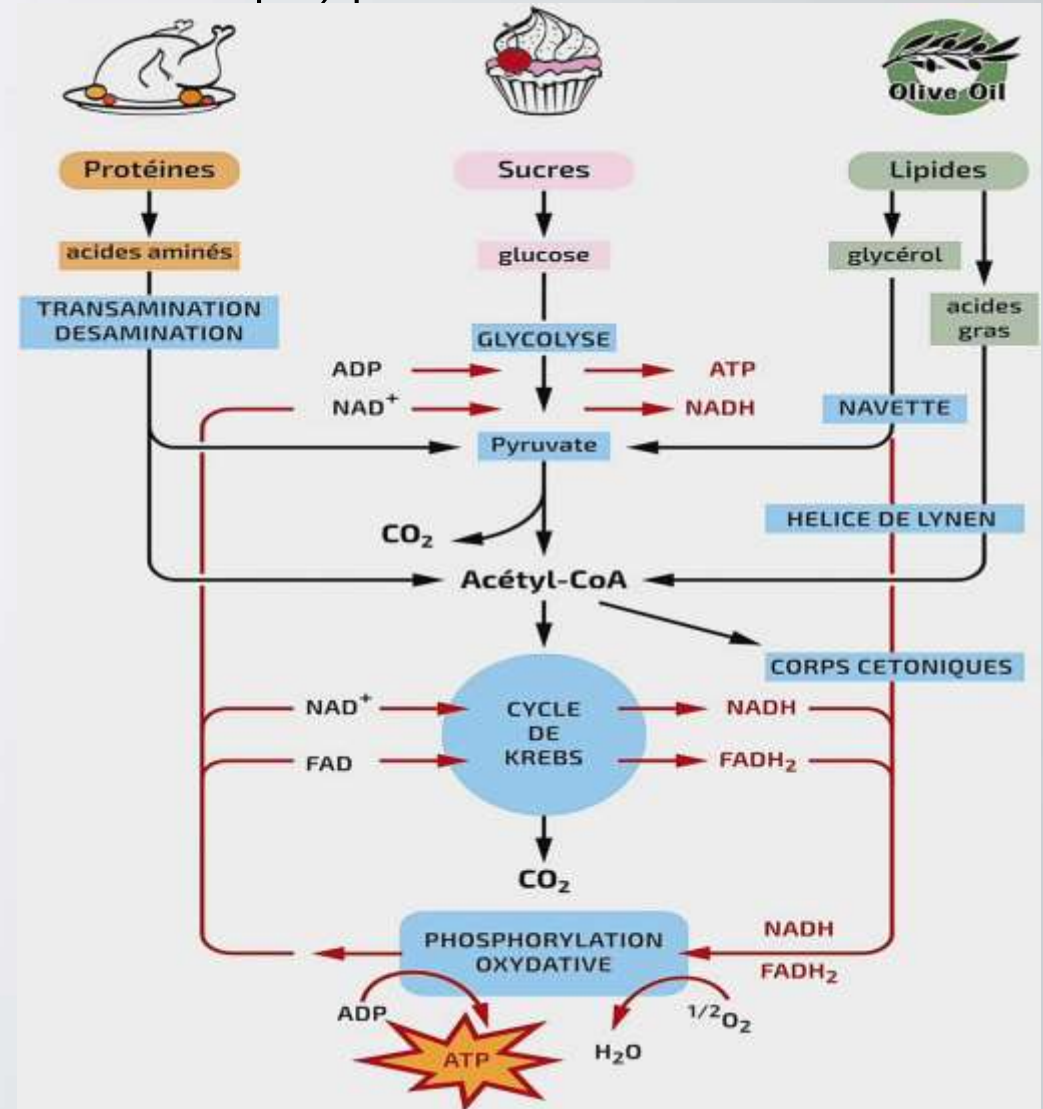 Olive Oil
Protéines
Sucres
Lipides
acides aminés
glucose
glycérol
acides
gras
TRANSAMINATION
DESAMINATION
GLYCOLYSE
ADP
ATP
NAD+
NADH
NAVETTE
Pyruvate
HELICE DE LYNEN
CO2
Acétyl-CoA
CORPS CETONIQUES
NAD+
CYCLE
DE
KREBS
NADH
FAD
FADH2
CO2
PHOSPHORYLATION
OXYDATIVE
NADH
FADH2
ADP
ATP
H2O
1/2O2